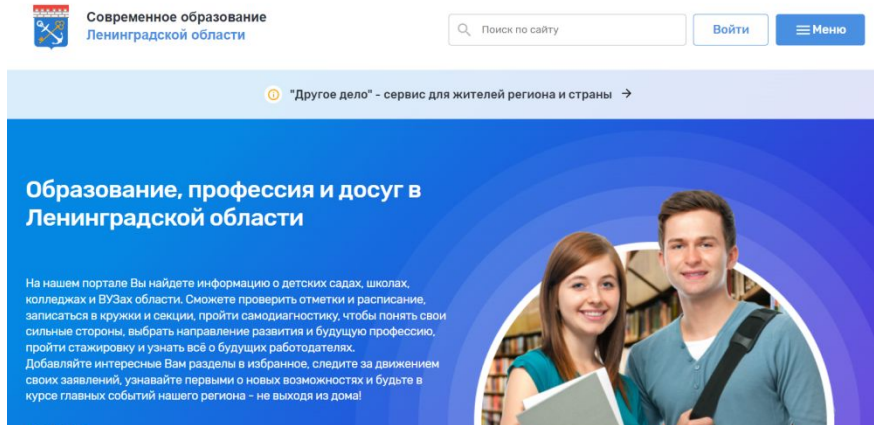 Современное образование
Ленинградской области
Поиск по сайту
Войти
Меню
"Другое дело" - сервис для жителей региона и страны →
Образование, профессия и досуг в
Ленинградской области
На нашем портале Вы найдете информацию о детских садах, школах,
колледжах и ВУЗах области. Сможете проверить отметки и расписание,
записаться в кружки и секции, пройти самодиагностику, чтобы понять свои
сильные стороны, выбрать направление развития и будущую профессию,
пройти стажировку и узнать всё о будущих работодателях.
Добавляйте интересные Вам разделы в избранное, следите за движением
своих заявлений, узнавайте первыми о новых возможностях и будьте в
курсе главных событий нашего региона - не выходя из дома!